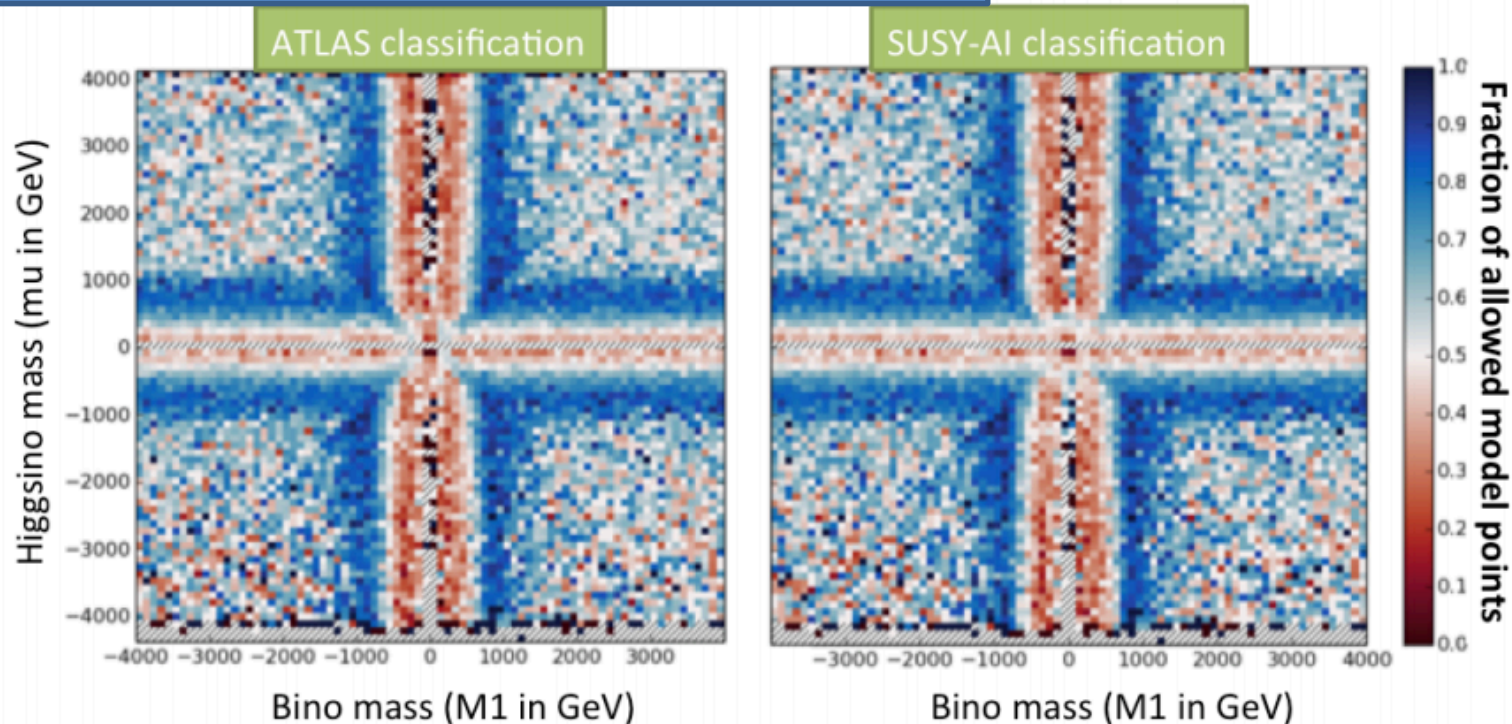 ATLAS classification
SUSY-AI classification
Higgsino mass (mu in GeV)
4000
3000
2000
1000
0
−1000
−2000
−3000
−4000
−4000 −3000 −2000 −1000 0 1000 2000 3000
Bino mass (M1 in GeV)
−3000 −2000 −1000 0 1000 2000 3000 4000
Bino mass (M1 in GeV)
1.0
0.9
0.8
0.7
0.6
0.5
0.4
0.3
0.2
0.1
0.0
Fraction of allowed model points